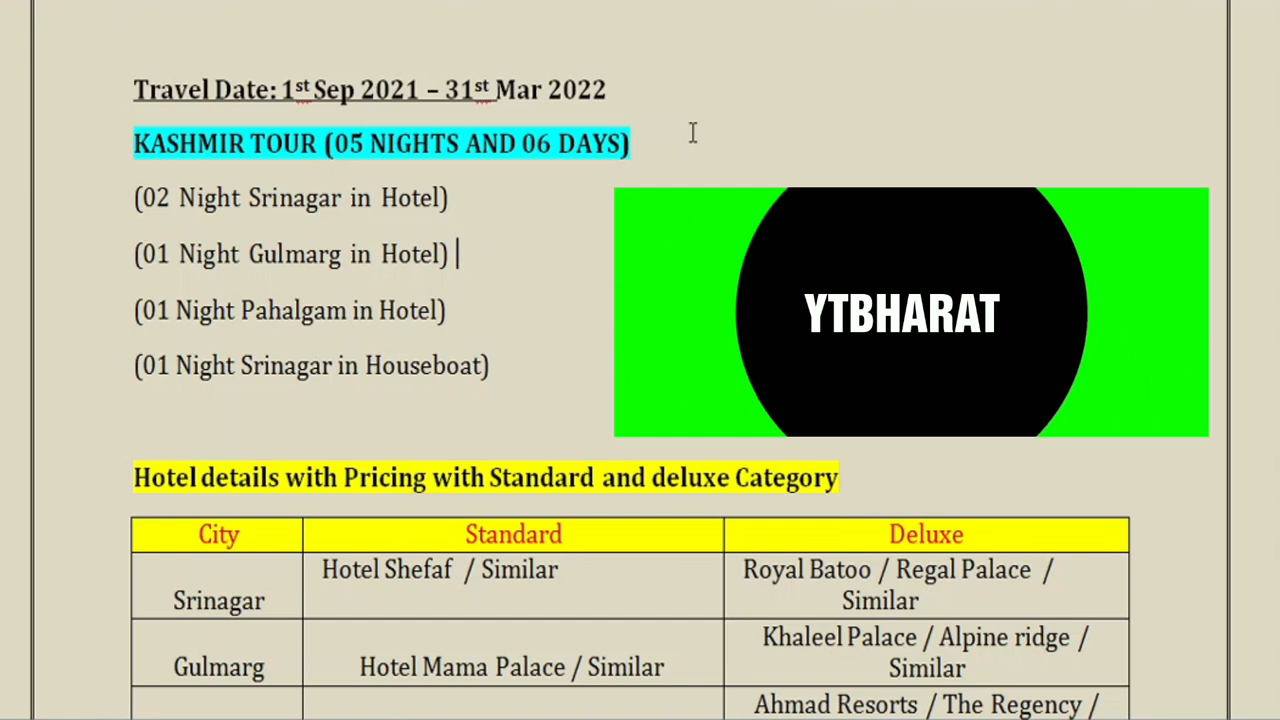 Travel Date: 1st Sep 2021 – 31st Mar 2022
KASHMIR TOUR (05 NIGHTS AND 06 DAYS)
(02 Night Srinagar in Hotel)
(01 Night Gulmarg in Hotel)
(01 Night Pahalgam in Hotel)
(01 Night Srinagar in Houseboat)
YTBHARAT
Hotel details with Pricing with Standard and deluxe Category
City Standard Deluxe
Srinagar
Hotel Shefaf / Similar
Royal Batoo / Regal Palace /
Similar
Gulmarg
Hotel Mama Palace / Similar
Khaleel Palace / Alpine ridge /
Similar
Ahmad Resorts / The Regency /